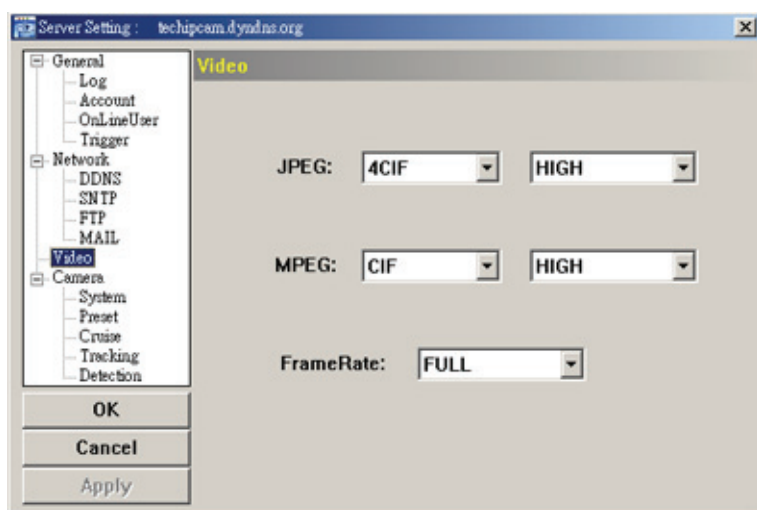 Server Setting : techipcam.dyndns.org
General
Log
Account
OnLineUser
Trigger
Network
DDNS
SNTP
FTP
MAIL
Video
Camera
System
Preset
Cruise
Tracking
Detection
OK
Cancel
Apply
Video
JPEG: 4CIF HIGH
MPEG: CIF HIGH
FrameRate: FULL